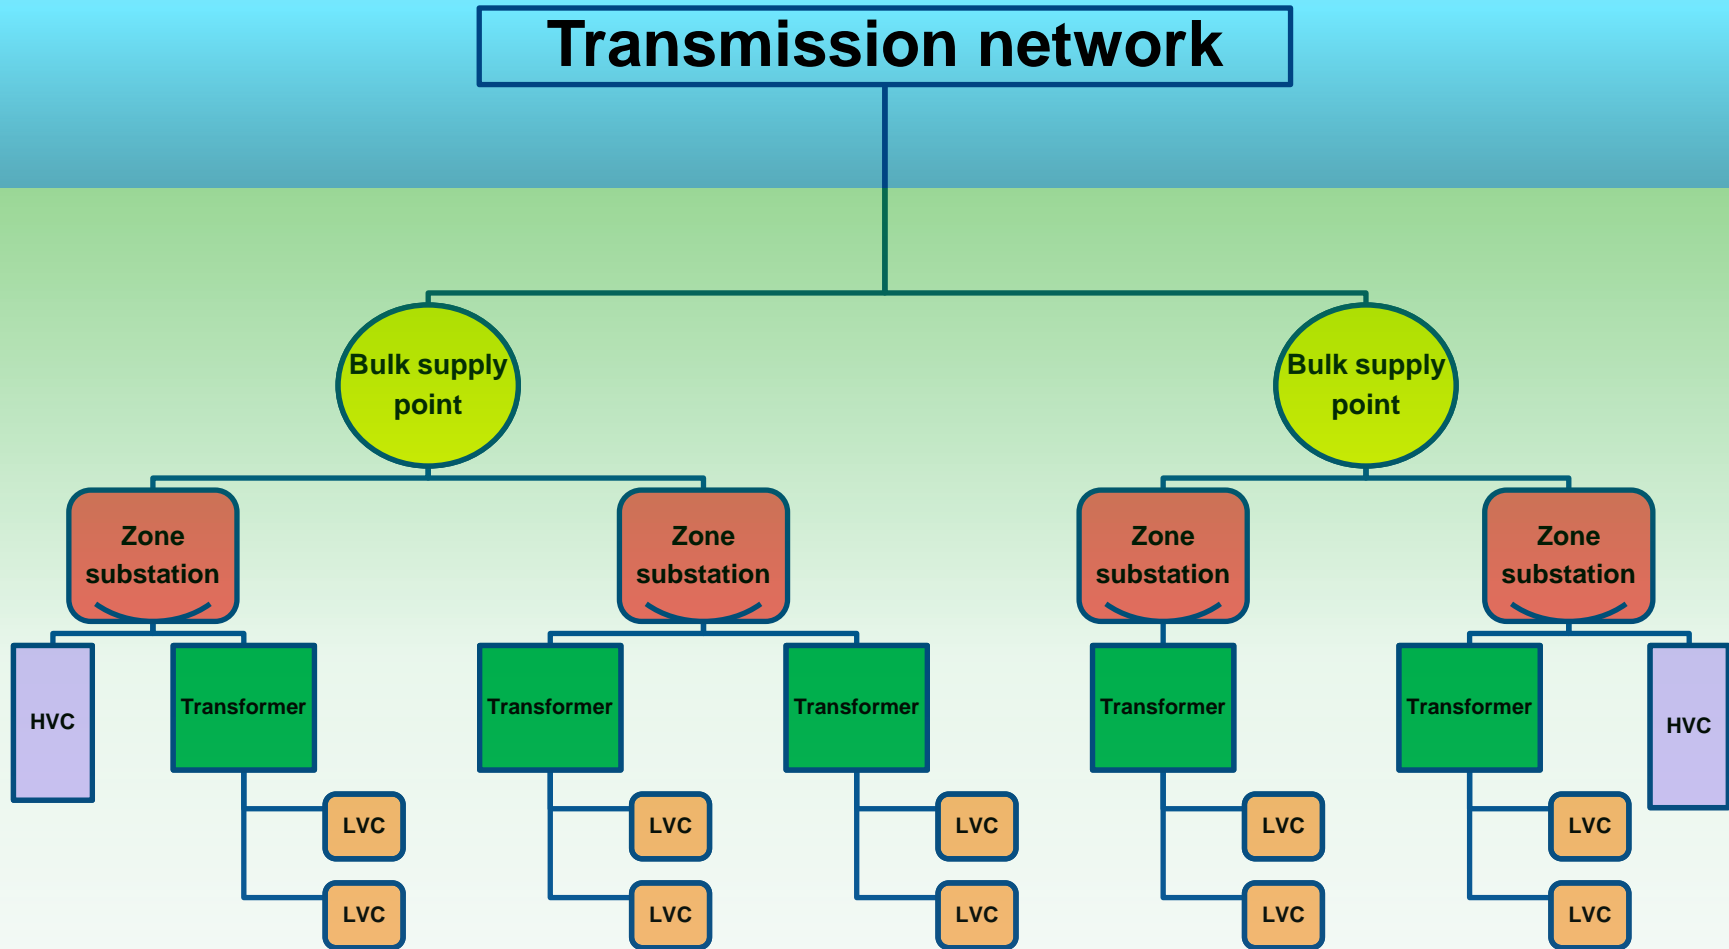 Transmission network
Bulk supply
point
Bulk supply
point
Zone
substation
Zone
substation
Zone
substation
Zone
substation
HVC
Transformer
Transformer
Transformer
Transformer
Transformer
HVC
LVC
LVC
LVC
LVC
LVC
LVC
LVC
LVC
LVC
LVC